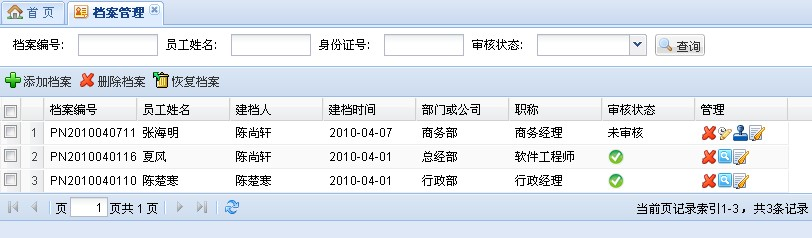 首 页 档案管理
档案编号: 员工姓名: 身份证号: 审核状态: 查询
添加档案 删除档案 恢复档案
档案编号 员工姓名 建档人 建档时间 部门或公司 职称 审核状态 管理
1 PN2010040711 张海明 陈尚轩 2010-04-07 商务部 商务经理 未审核
2 PN2010040116 夏风 陈尚轩 2010-04-01 总经部 软件工程师
3 PN2010040110 陈楚寒 陈楚寒 2010-04-01 行政部 行政经理
页 1 页共 1 页 当前页记录索引1-3，共3条记录